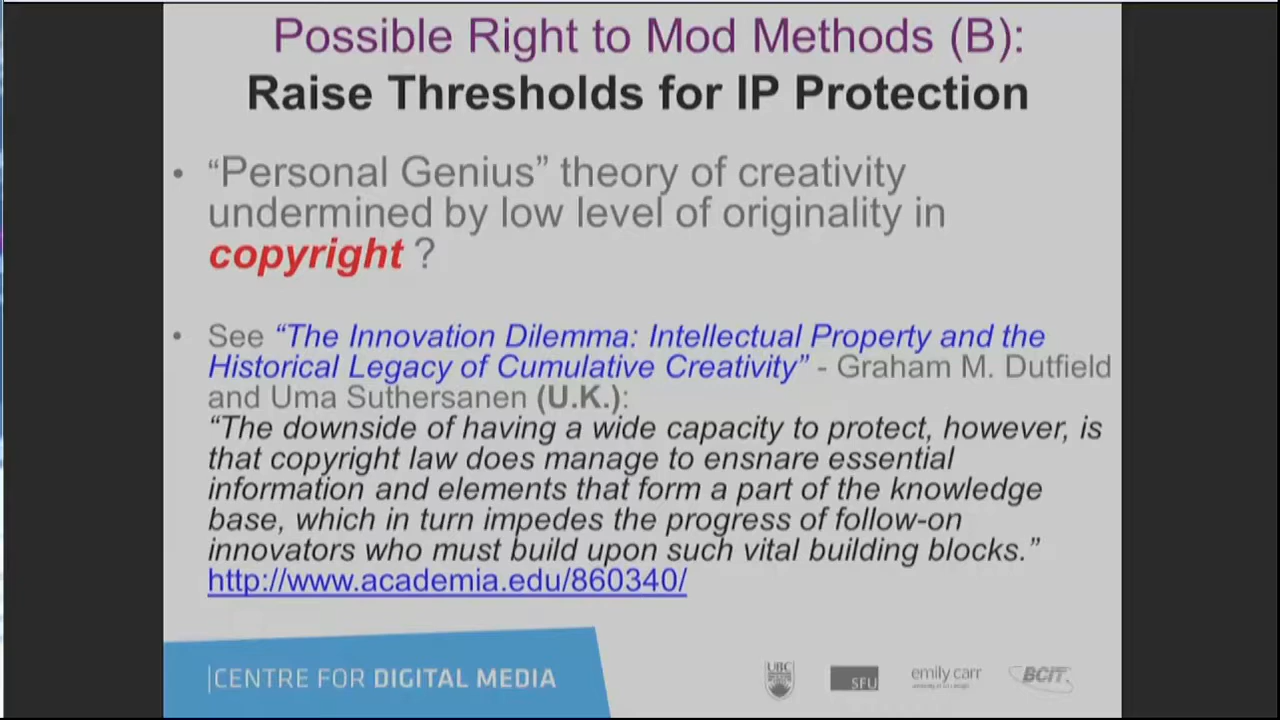 Possible Right to Mod Methods (B):
Raise Thresholds for IP Protection
• “Personal Genius” theory of creativity
undermined by low level of originality in
copyright ?
• See “The Innovation Dilemma: Intellectual Property and the
Historical Legacy of Cumulative Creativity” - Graham M. Dutfield
and Uma Suthersanen (U.K.):
“The downside of having a wide capacity to protect, however, is
that copyright law does manage to ensnare essential
information and elements that form a part of the knowledge
base, which in turn impedes the progress of follow-on
innovators who must build upon such vital building blocks.”
http://www.academia.edu/860340/
CENTRE FOR DIGITAL MEDIA
UBC
SFU
emily carr
BCIT